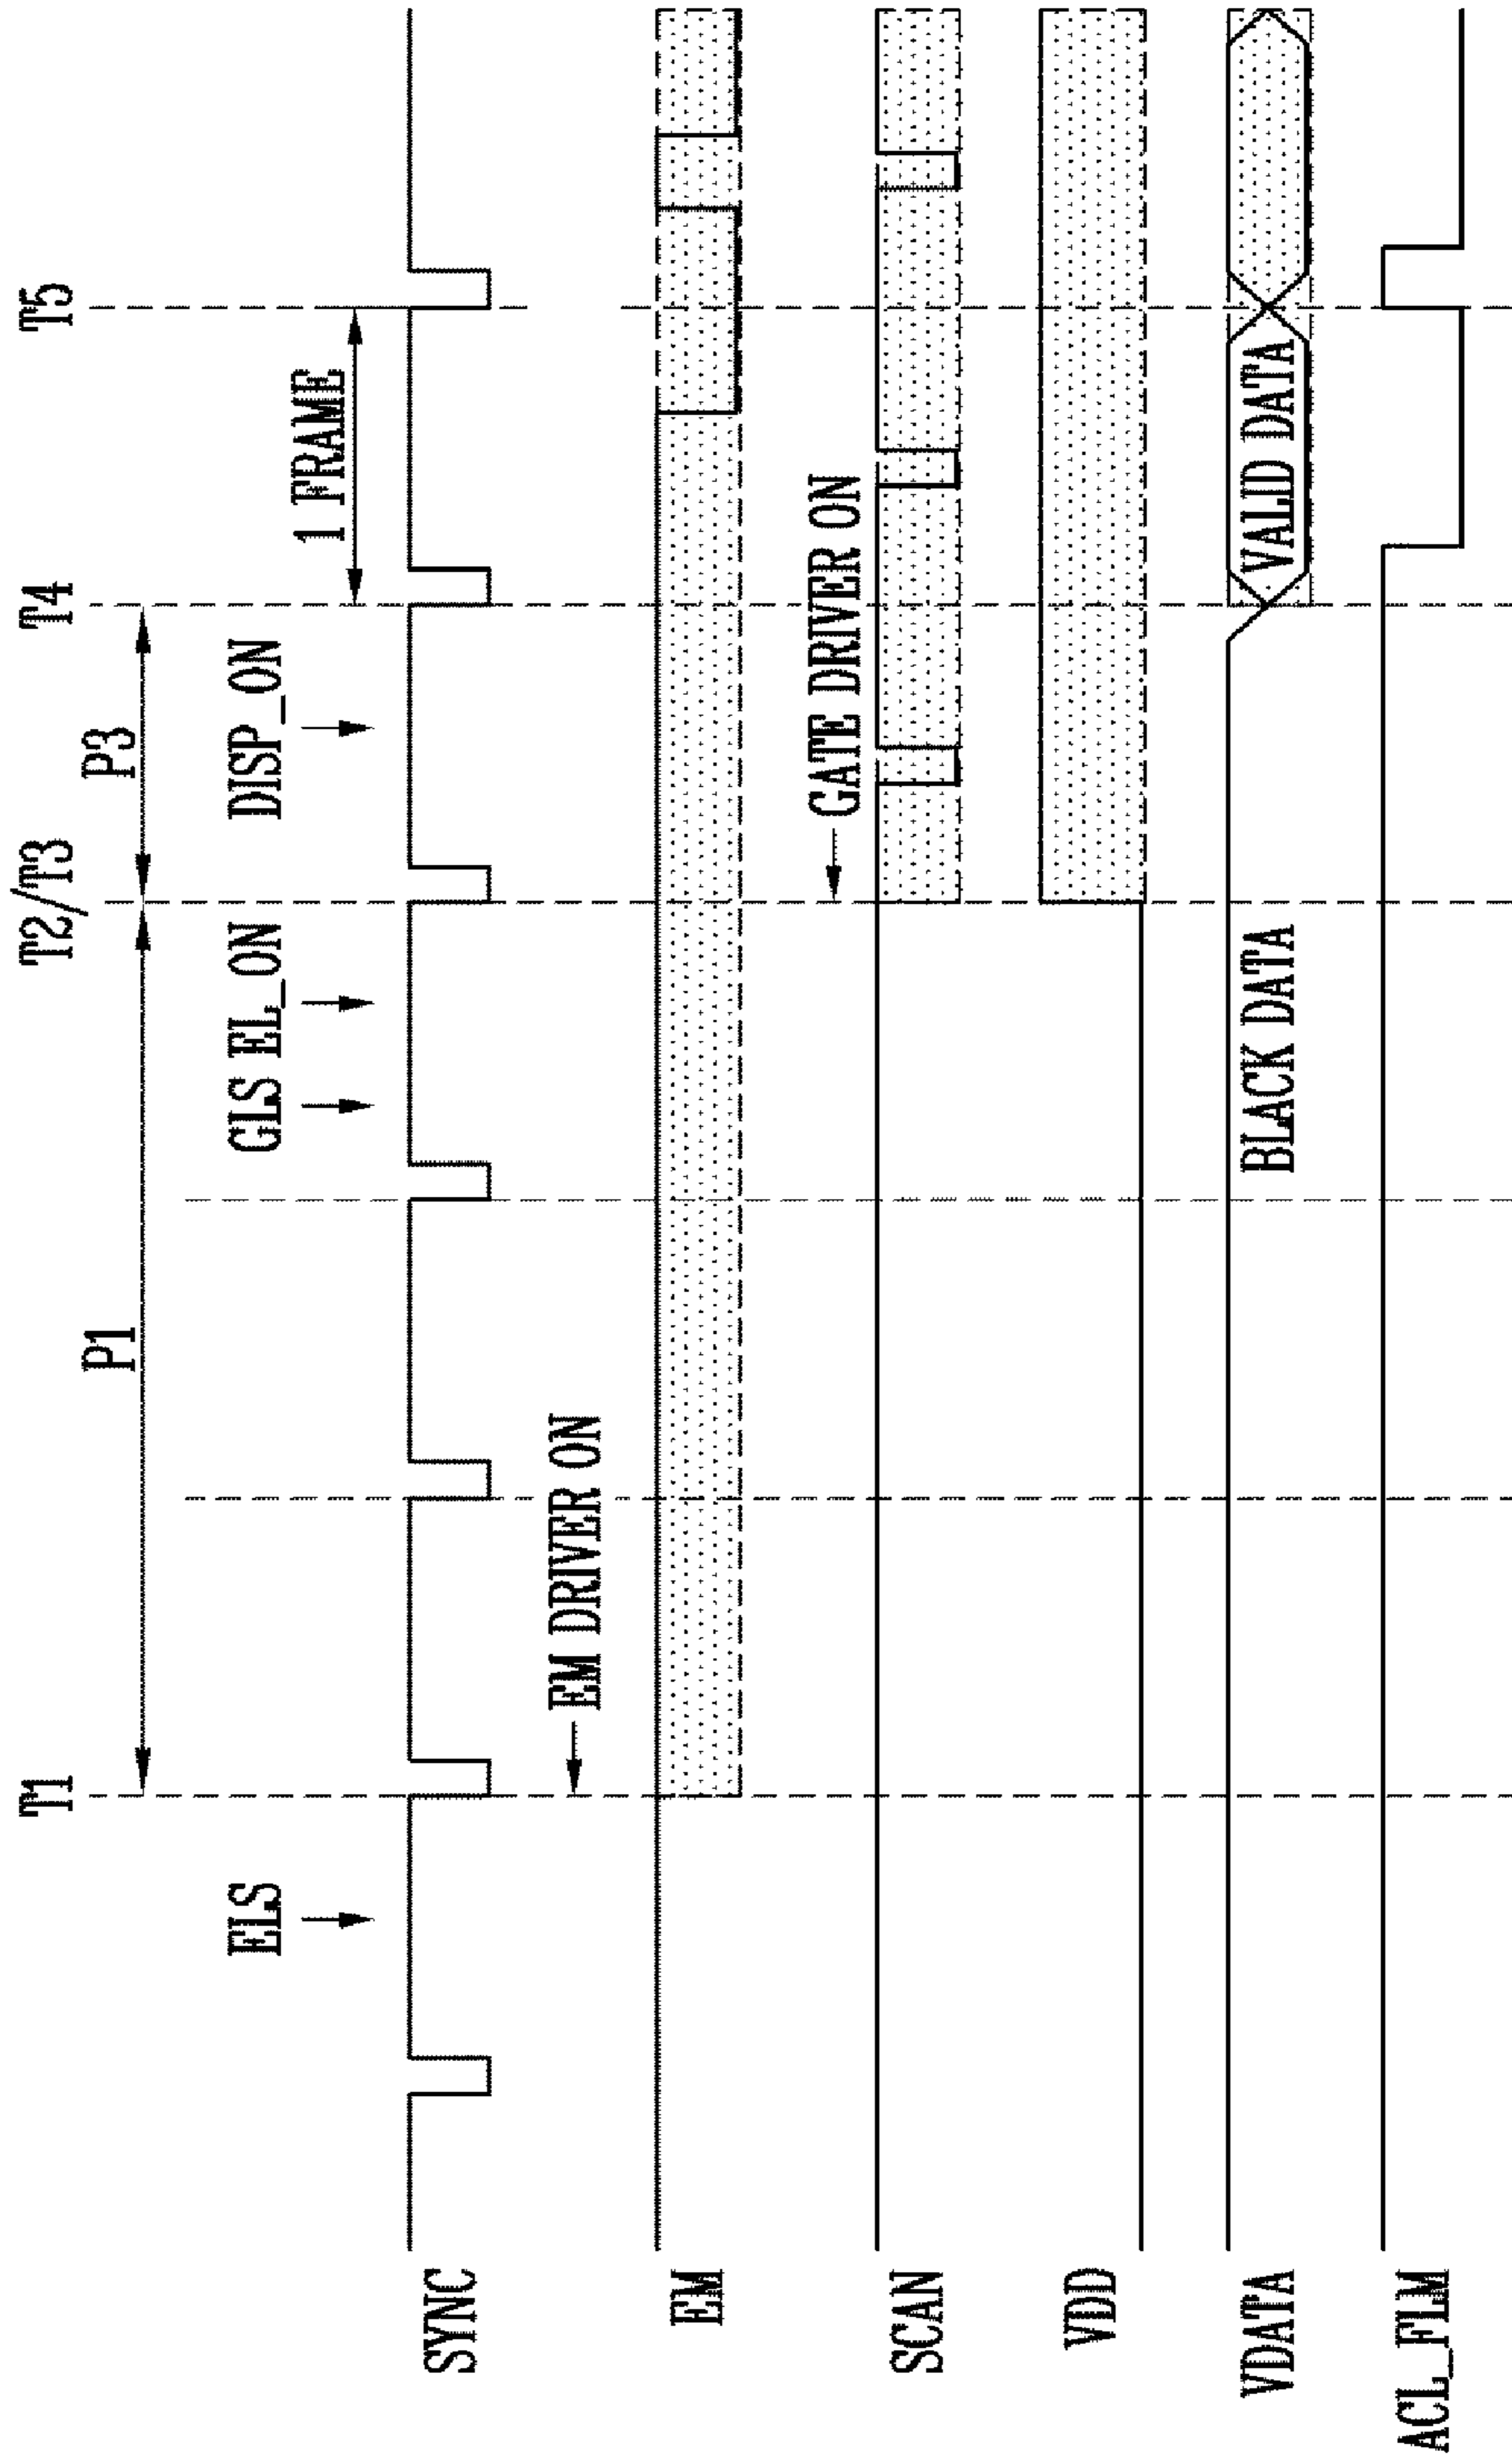 T1
T2/T3
T4
T5
P1
P3
ELS
GLS EL_ON
DISP_ON
1 FRAME
SYNC
EM DRIVER ON
EM
GATE DRIVER ON
SCAN
VDD
VDATA
BLACK DATA
VALID DATA
ACL_FLM